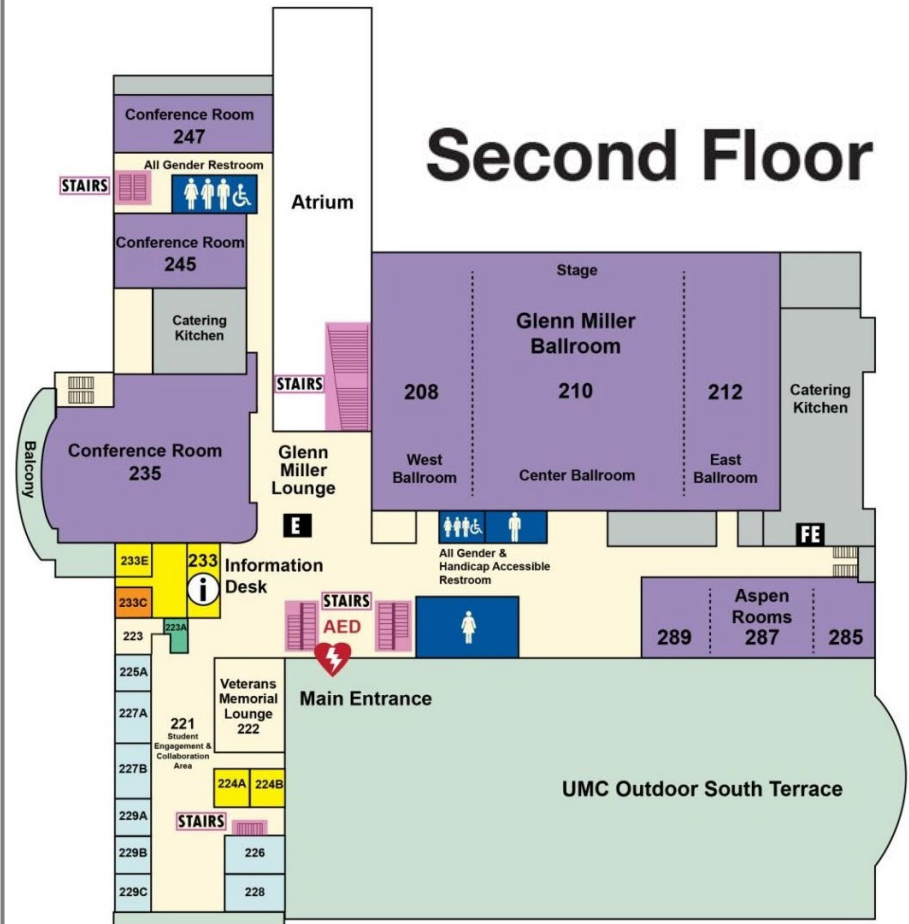 Second Floor
Conference Room
247
All Gender Restroom
STAIRS
Atrium
Conference Room
245
Catering
Kitchen
STAIRS
Stage
Glenn Miller
Ballroom
208
210
212
West
Ballroom
Center Ballroom
East
Ballroom
Catering
Kitchen
Balcony
Conference Room
235
Glenn
Miller
Lounge
E
FE
All Gender &
Handicap Accessible
Restroom
233E
233
i
Information
Desk
233C
223
223A
STAIRS
AED
Main Entrance
Aspen
Rooms
289
287
285
225A
227A
227B
229A
229B
229C
221
Student
Engagement &
Collaboration
Area
Veterans
Memorial
Lounge
222
224A
224B
STAIRS
226
228
UMC Outdoor South Terrace